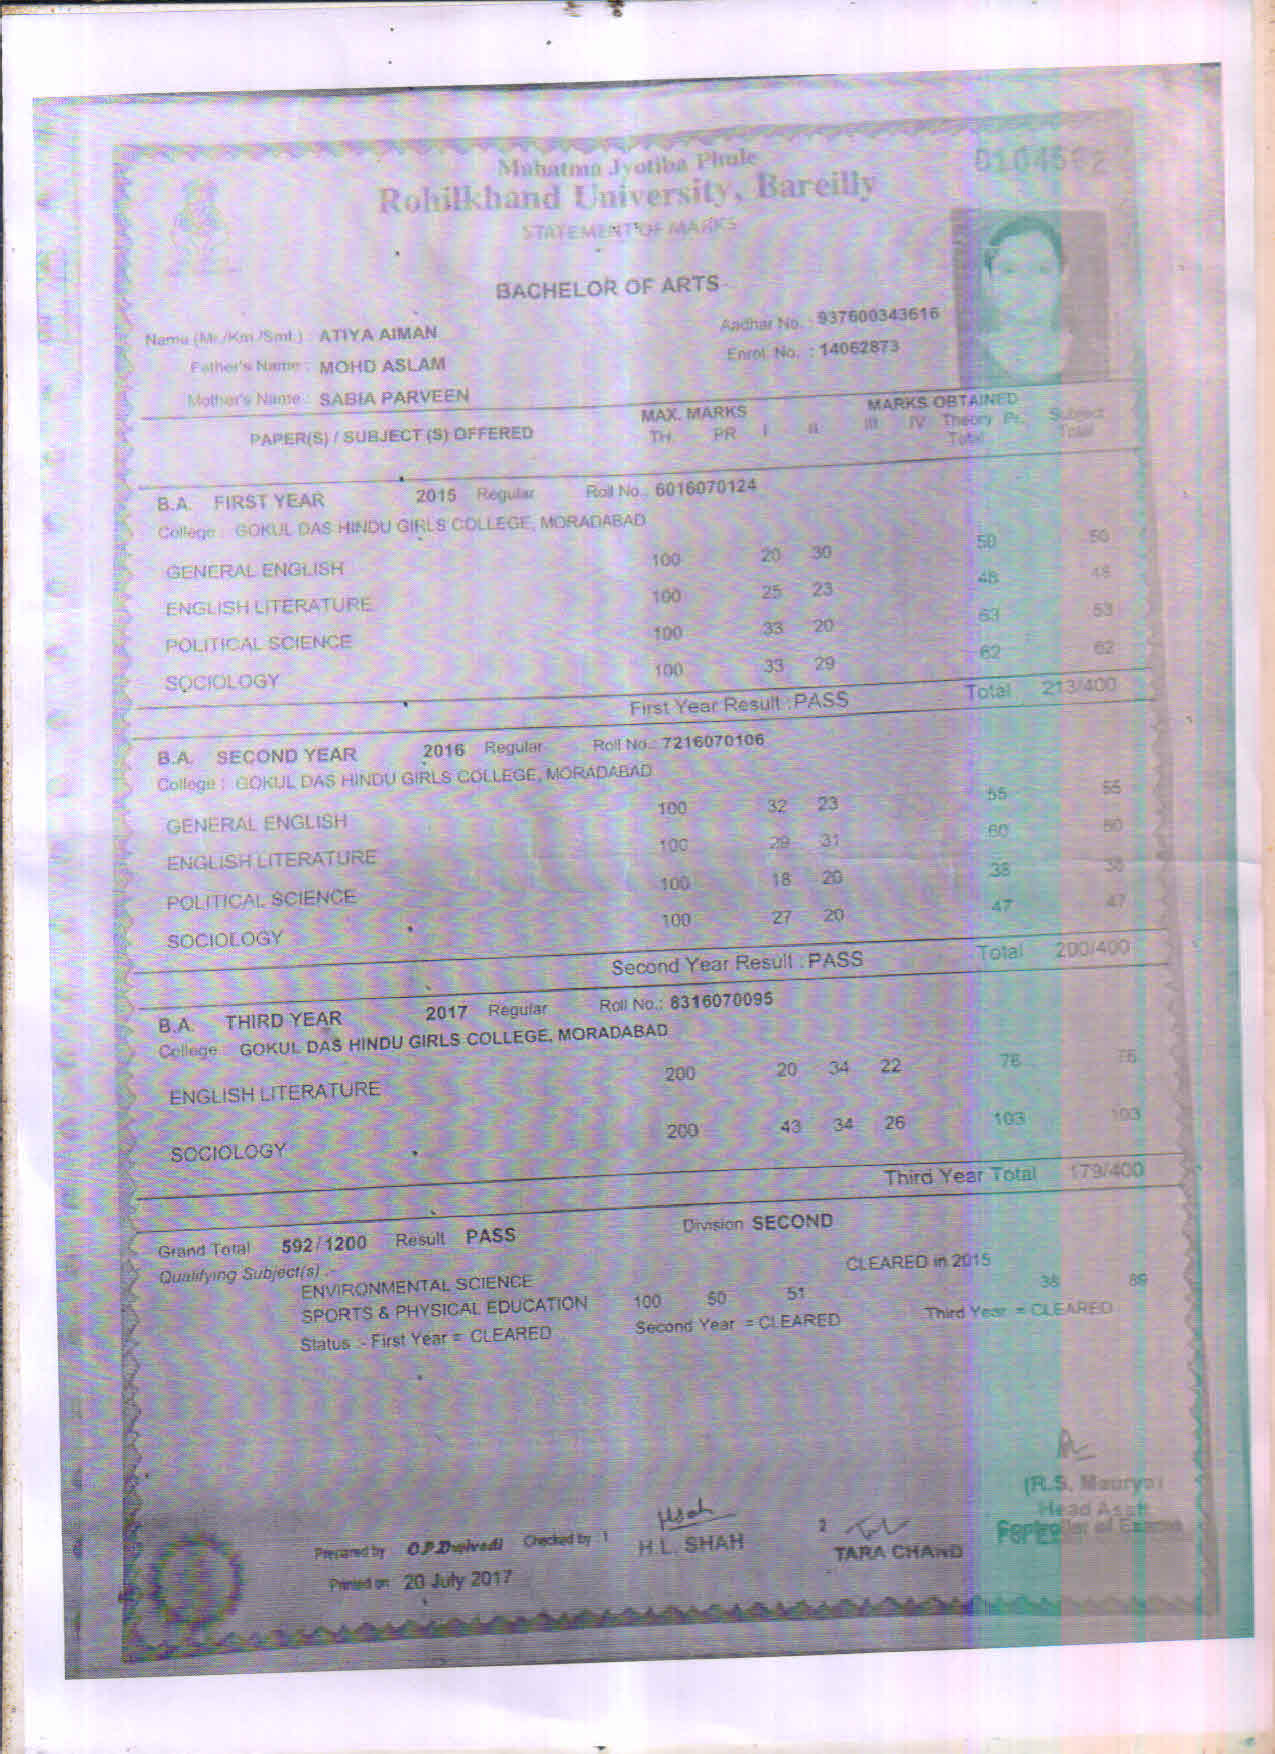 0104592
Mahatma Jyotiba Phule
Rohilkhand University, Bareilly
STATEMENT OF MARKS
BACHELOR OF ARTS
Name (Mr./Km./Smt.) : ATIYA AIMAN Aadhar No. : 937600343616
Father's Name : MOHD ASLAM Enrol. No. : 14062873
Mother's Name : SABIA PARVEEN
PAPER(S) / SUBJECT (S) OFFERED MAX. MARKS MARKS OBTAINED
TH. PR I II III IV Theory Total Pr. Subject Total
B.A. FIRST YEAR 2015 Regular Roll No.: 6016070124
College : GOKUL DAS HINDU GIRLS COLLEGE, MORADABAD
GENERAL ENGLISH 100 20 30 50 50
ENGLISH LITERATURE 100 25 23 48 48
POLITICAL SCIENCE 100 33 20 53 53
SOCIOLOGY 100 33 29 62 62
First Year Result : PASS Total 213/400
B.A. SECOND YEAR 2016 Regular Roll No.: 7216070106
College : GOKUL DAS HINDU GIRLS COLLEGE, MORADABAD
GENERAL ENGLISH 100 32 23 55 55
ENGLISH LITERATURE 100 29 31 60 60
POLITICAL SCIENCE 100 18 20 38 38
SOCIOLOGY 100 27 20 47 47
Second Year Result : PASS Total 200/400
B.A. THIRD YEAR 2017 Regular Roll No.: 8316070095
College : GOKUL DAS HINDU GIRLS COLLEGE, MORADABAD
ENGLISH LITERATURE 200 20 34 22 76 76
SOCIOLOGY 200 43 34 26 103 103
Third Year Total 179/400
Grand Total 592/1200 Result PASS Division SECOND
Qualifying Subject(s) :-
ENVIRONMENTAL SCIENCE CLEARED in 2015
SPORTS & PHYSICAL EDUCATION 100 50 51 38 89
Status :- First Year = CLEARED Second Year = CLEARED Third Year = CLEARED
(R.S. Maurya)
Head Asstt
Controller of Exams
Prepared by O.P.Dwivedi Checked by 1 H.L. SHAH 2 TARA CHAND
Printed on 20 July 2017